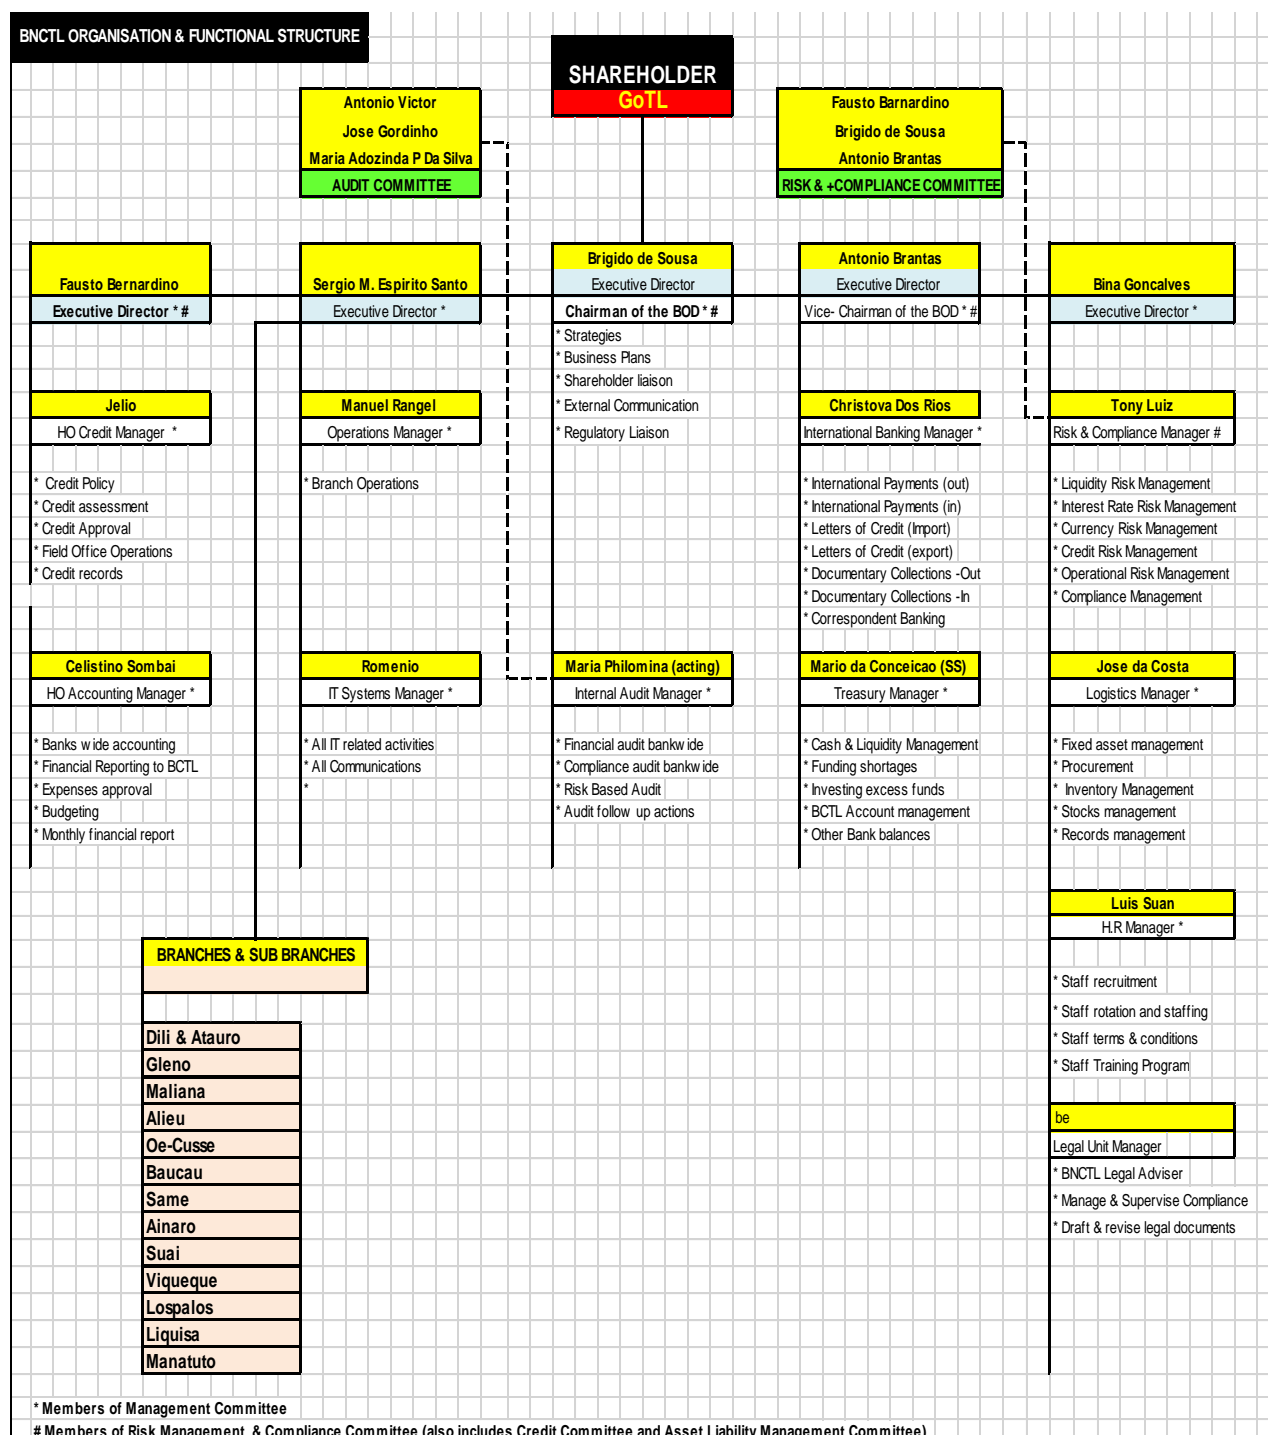 BNCTL ORGANISATION & FUNCTIONAL STRUCTURE
SHAREHOLDER
GoTL
Antonio Victor
Jose Gordinho
Maria Adozinda P Da Silva
AUDIT COMMITTEE
Fausto Barnardino
Brigido de Sousa
Antonio Brantas
RISK & +COMPLIANCE COMMITTEE
Fausto Bernardino
Executive Director * #
Sergio M. Espirito Santo
Executive Director *
Brigido de Sousa
Executive Director
Chairman of the BOD * #
* Strategies
* Business Plans
* Shareholder liaison
* External Communication
* Regulatory Liaison
Antonio Brantas
Executive Director
Vice- Chairman of the BOD * #
Bina Goncalves
Executive Director *
Jelio
HO Credit Manager *
* Credit Policy
* Credit assessment
* Credit Approval
* Field Office Operations
* Credit records
Manuel Rangel
Operations Manager *
* Branch Operations
Christova Dos Rios
International Banking Manager *
* International Payments (out)
* International Payments (in)
* Letters of Credit (Import)
* Letters of Credit (export)
* Documentary Collections -Out
* Documentary Collections -In
* Correspondent Banking
Tony Luiz
Risk & Compliance Manager #
* Liquidity Risk Management
* Interest Rate Risk Management
* Currency Risk Management
* Credit Risk Management
* Operational Risk Management
* Compliance Management
Celistino Sombai
HO Accounting Manager *
* Banks wide accounting
* Financial Reporting to BCTL
* Expenses approval
* Budgeting
* Monthly financial report
Romenio
IT Systems Manager *
* All IT related activities
* All Communications
*
Maria Philomina (acting)
Internal Audit Manager *
* Financial audit bankwide
* Compliance audit bankwide
* Risk Based Audit
* Audit follow up actions
Mario da Conceicao (SS)
Treasury Manager *
* Cash & Liquidity Management
* Funding shortages
* Investing excess funds
* BCTL Account management
* Other Bank balances
Jose da Costa
Logistics Manager *
* Fixed asset management
* Procurement
* Inventory Management
* Stocks management
* Records management
Luis Suan
H.R Manager *
* Staff recruitment
* Staff rotation and staffing
* Staff terms & conditions
* Staff Training Program
be
Legal Unit Manager
* BNCTL Legal Adviser
* Manage & Supervise Compliance
* Draft & revise legal documents
BRANCHES & SUB BRANCHES
Dili & Atauro
Gleno
Maliana
Alieu
Oe-Cusse
Baucau
Same
Ainaro
Suai
Viqueque
Lospalos
Liquisa
Manatuto
* Members of Management Committee
# Members of Risk Management & Compliance Committee (also includes Credit Committee and Asset Liability Management Committee)